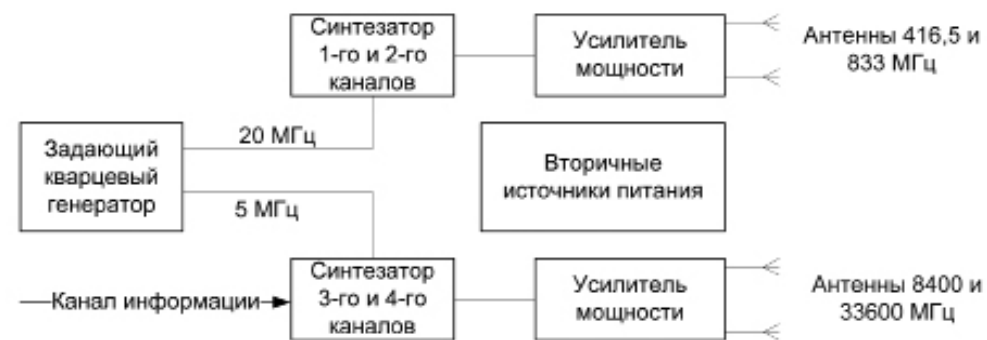 Синтезатор
1-го и 2-го
каналов
Усилитель
мощности
Антенны 416,5 и
833 МГц
20 МГц
Задающий
кварцевый
генератор
Вторичные
источники питания
5 МГц
Канал информации
Синтезатор
3-го и 4-го
каналов
Усилитель
мощности
Антенны 8400 и
33600 МГц